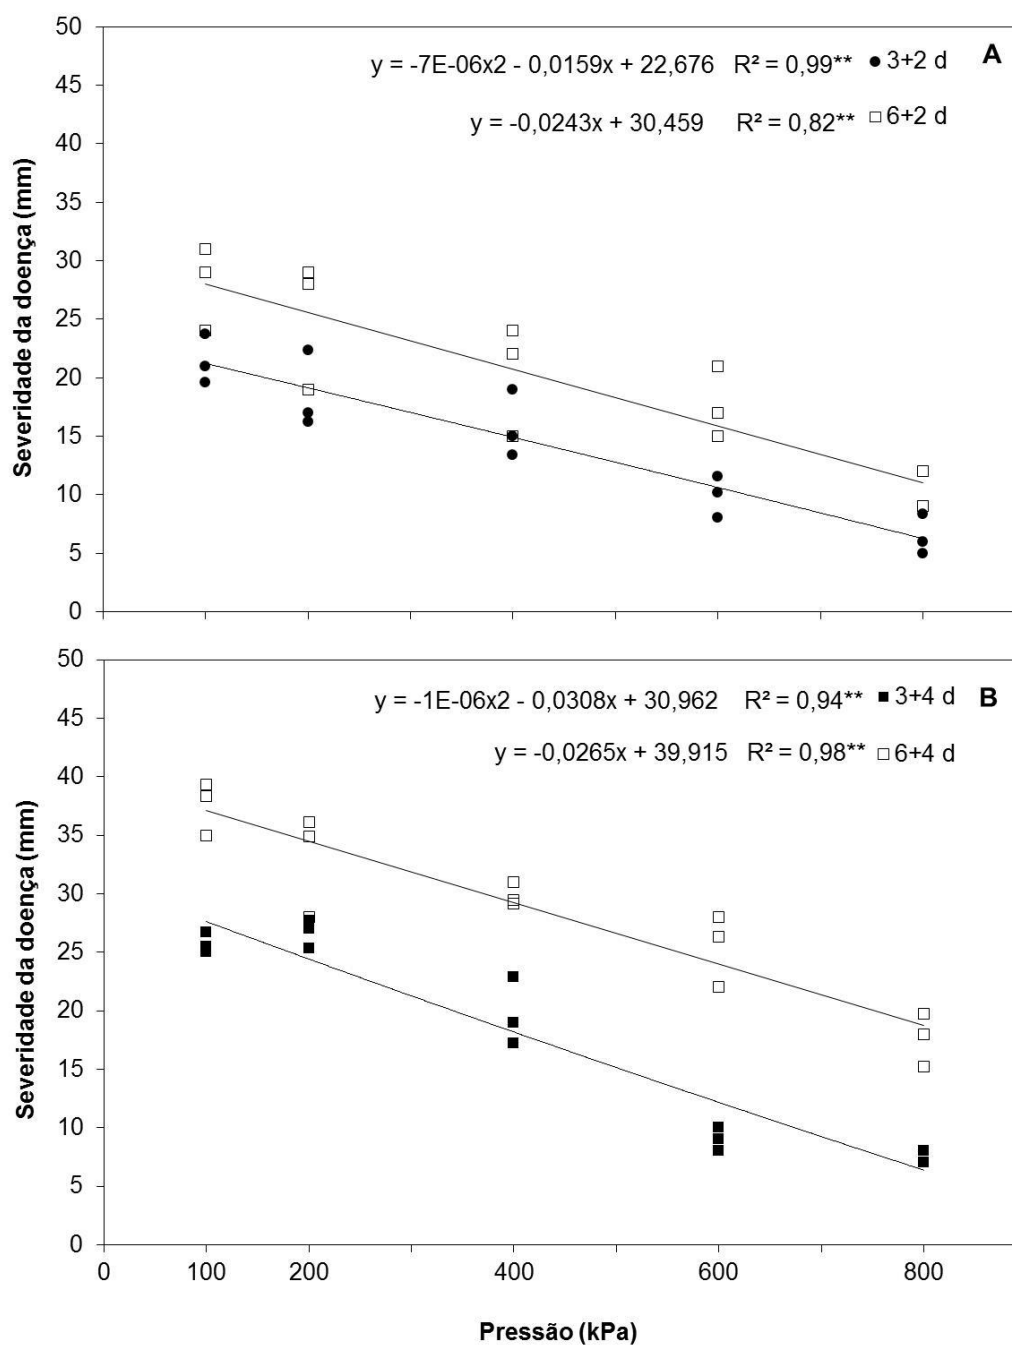 50
y = -7E-06x2 - 0,0159x + 22,676 R² = 0,99** 3+2 d A
45
y = -0,0243x + 30,459 R² = 0,82** 6+2 d
40
35
30
25
20
15
10
5
0
Severidade da doença (mm)
50
y = -1E-06x2 - 0,0308x + 30,962 R² = 0,94** 3+4 d B
45
y = -0,0265x + 39,915 R² = 0,98** 6+4 d
40
35
30
25
20
15
10
5
0
Severidade da doença (mm)
0 100 200 400 600 800
Pressão (kPa)